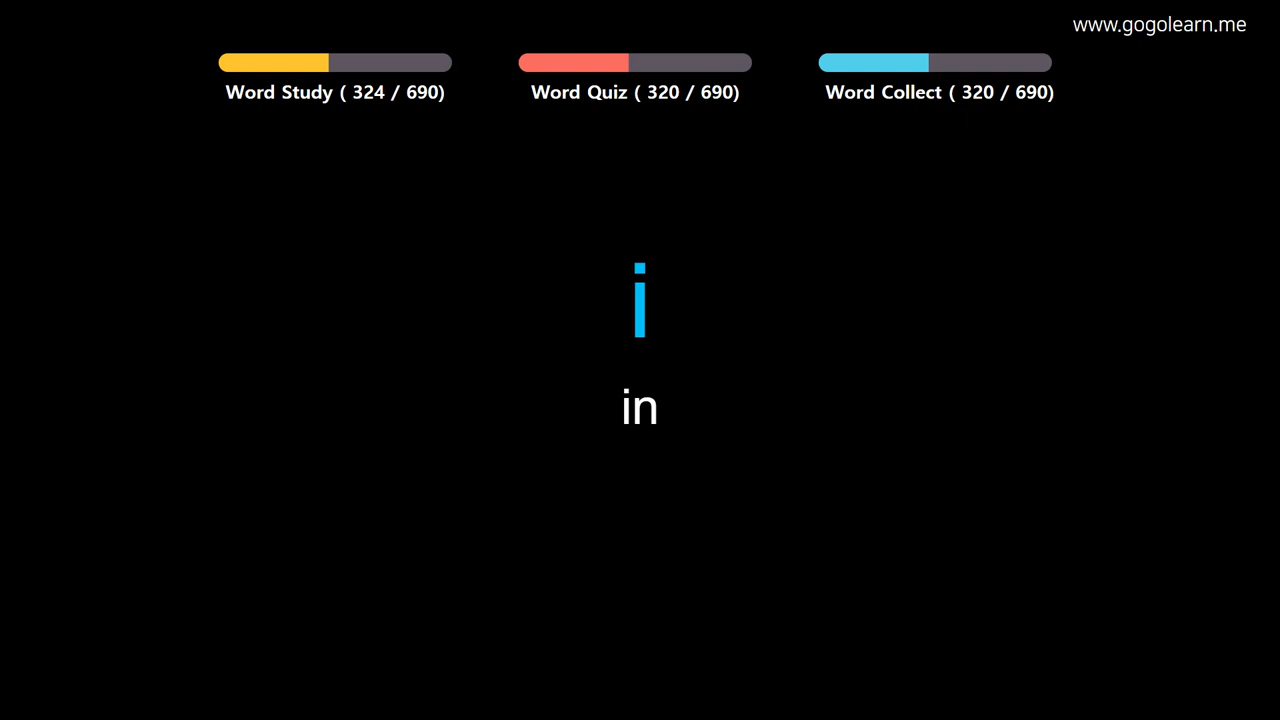 www.gogolearn.me
Word Study ( 324 / 690)
Word Quiz ( 320 / 690)
Word Collect ( 320 / 690)
i
in